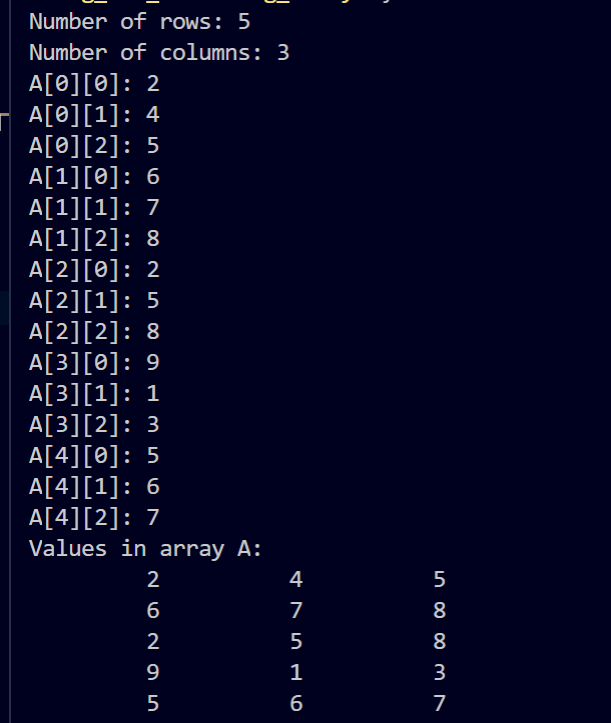 Number of rows: 5
Number of columns: 3
A[0][0]: 2
A[0][1]: 4
A[0][2]: 5
A[1][0]: 6
A[1][1]: 7
A[1][2]: 8
A[2][0]: 2
A[2][1]: 5
A[2][2]: 8
A[3][0]: 9
A[3][1]: 1
A[3][2]: 3
A[4][0]: 5
A[4][1]: 6
A[4][2]: 7
Values in array A:
2 4 5
6 7 8
2 5 8
9 1 3
5 6 7